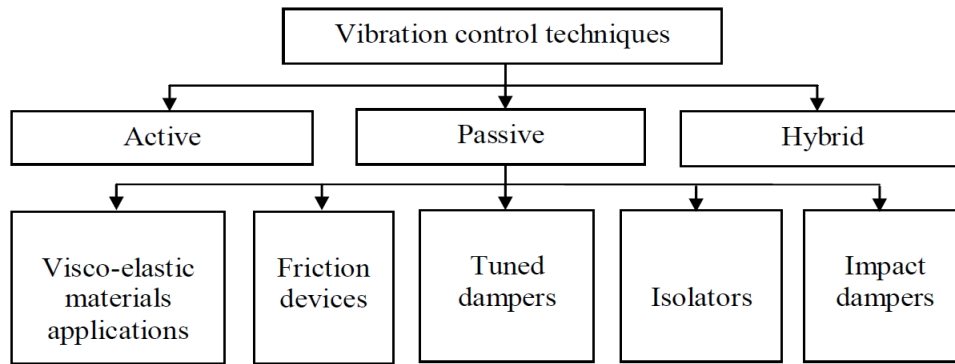 Vibration control techniques
Active
Passive
Hybrid
Visco-elastic
materials
applications
Friction
devices
Tuned
dampers
Isolators
Impact
dampers